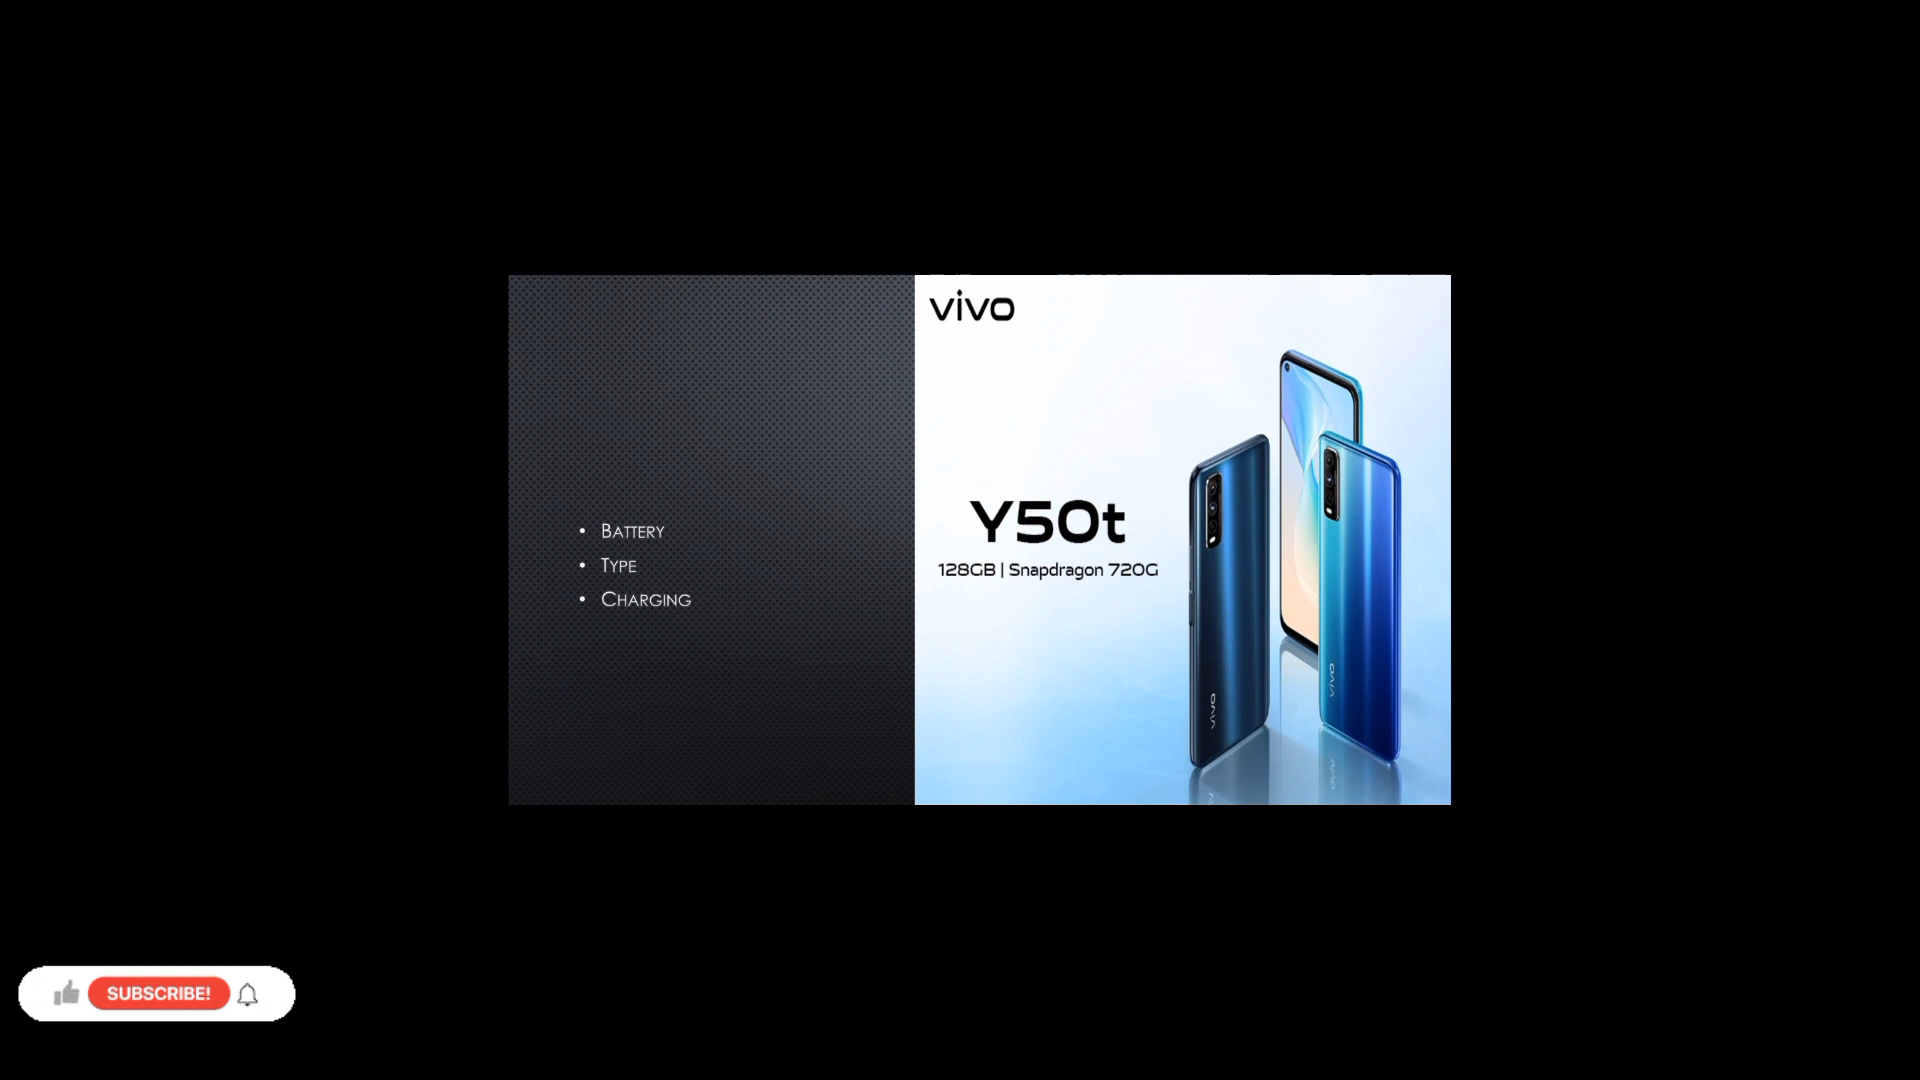 • Battery
• Type
• Charging
vivo
Y50t
128GB | Snapdragon 720G
vivo
vivo
SUBSCRIBE!